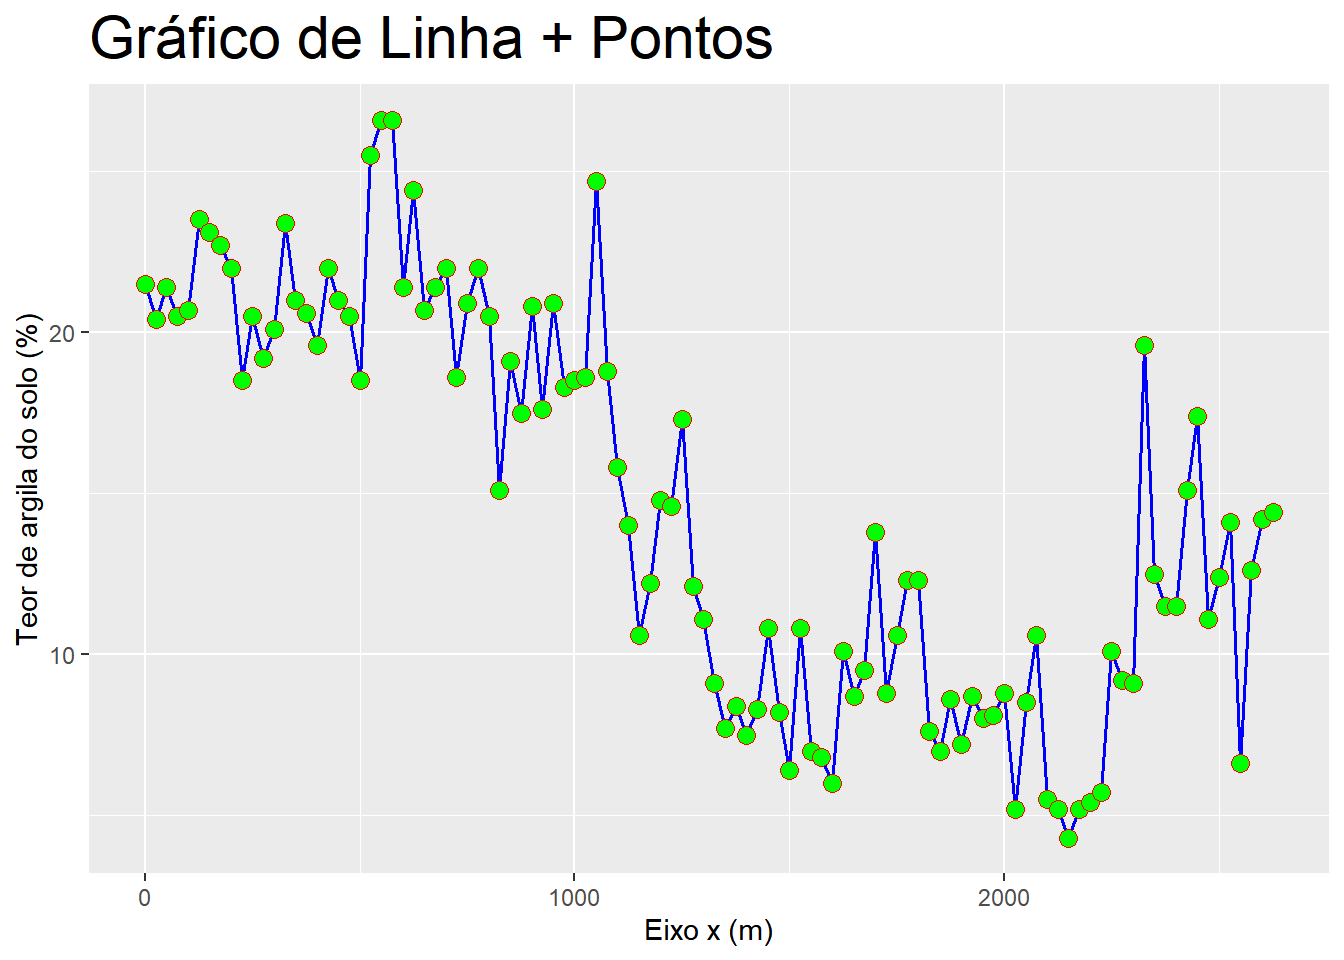 Gráfico de Linha + Pontos
Teor de argila do solo (%)
20
10
0
1000
2000
Eixo x (m)